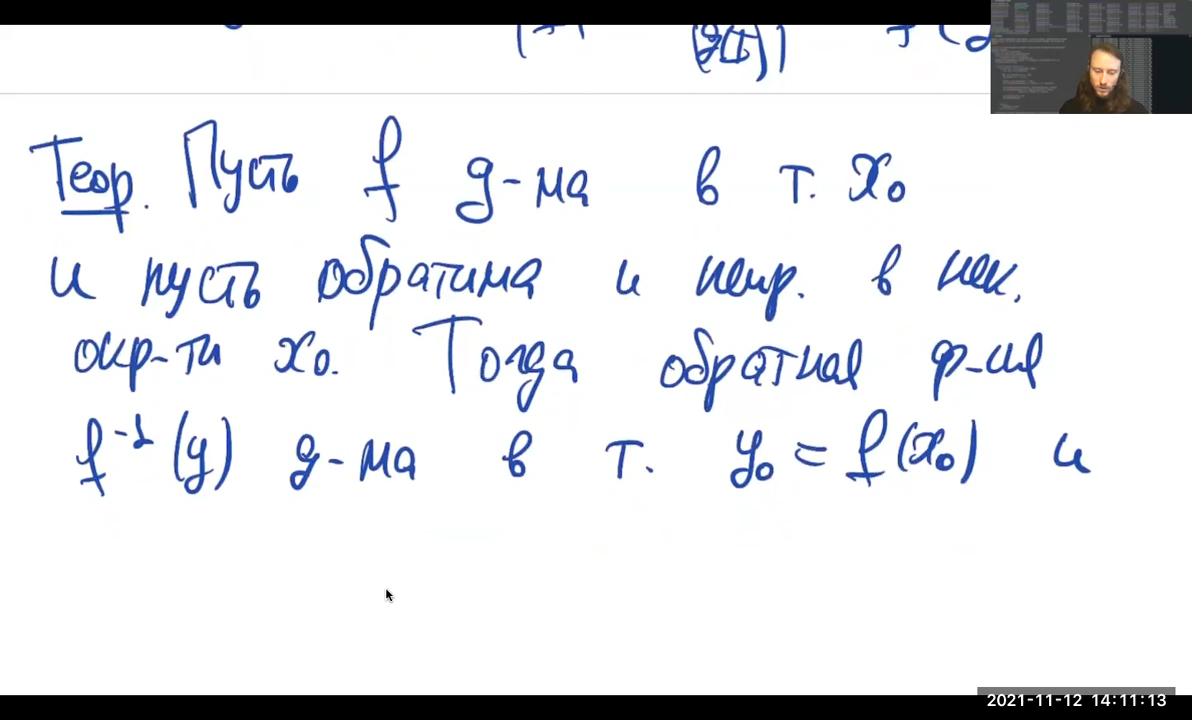 Теор. Пусть f д-ма в т. x₀
и пусть обратима и непр. в нек.
окр-ти x₀. Тогда обратная ф-ия
f⁻¹(y) д-ма в т. y₀ = f(x₀) и
2021-11-12 14:11:13